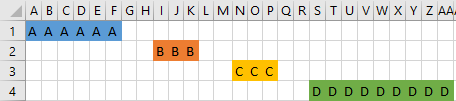 A B C D E F G H I J K L M N O P Q R S T U V W X Y Z AA
1 A A A A A A
2 B B B
3 C C C
4 D D D D D D D D D